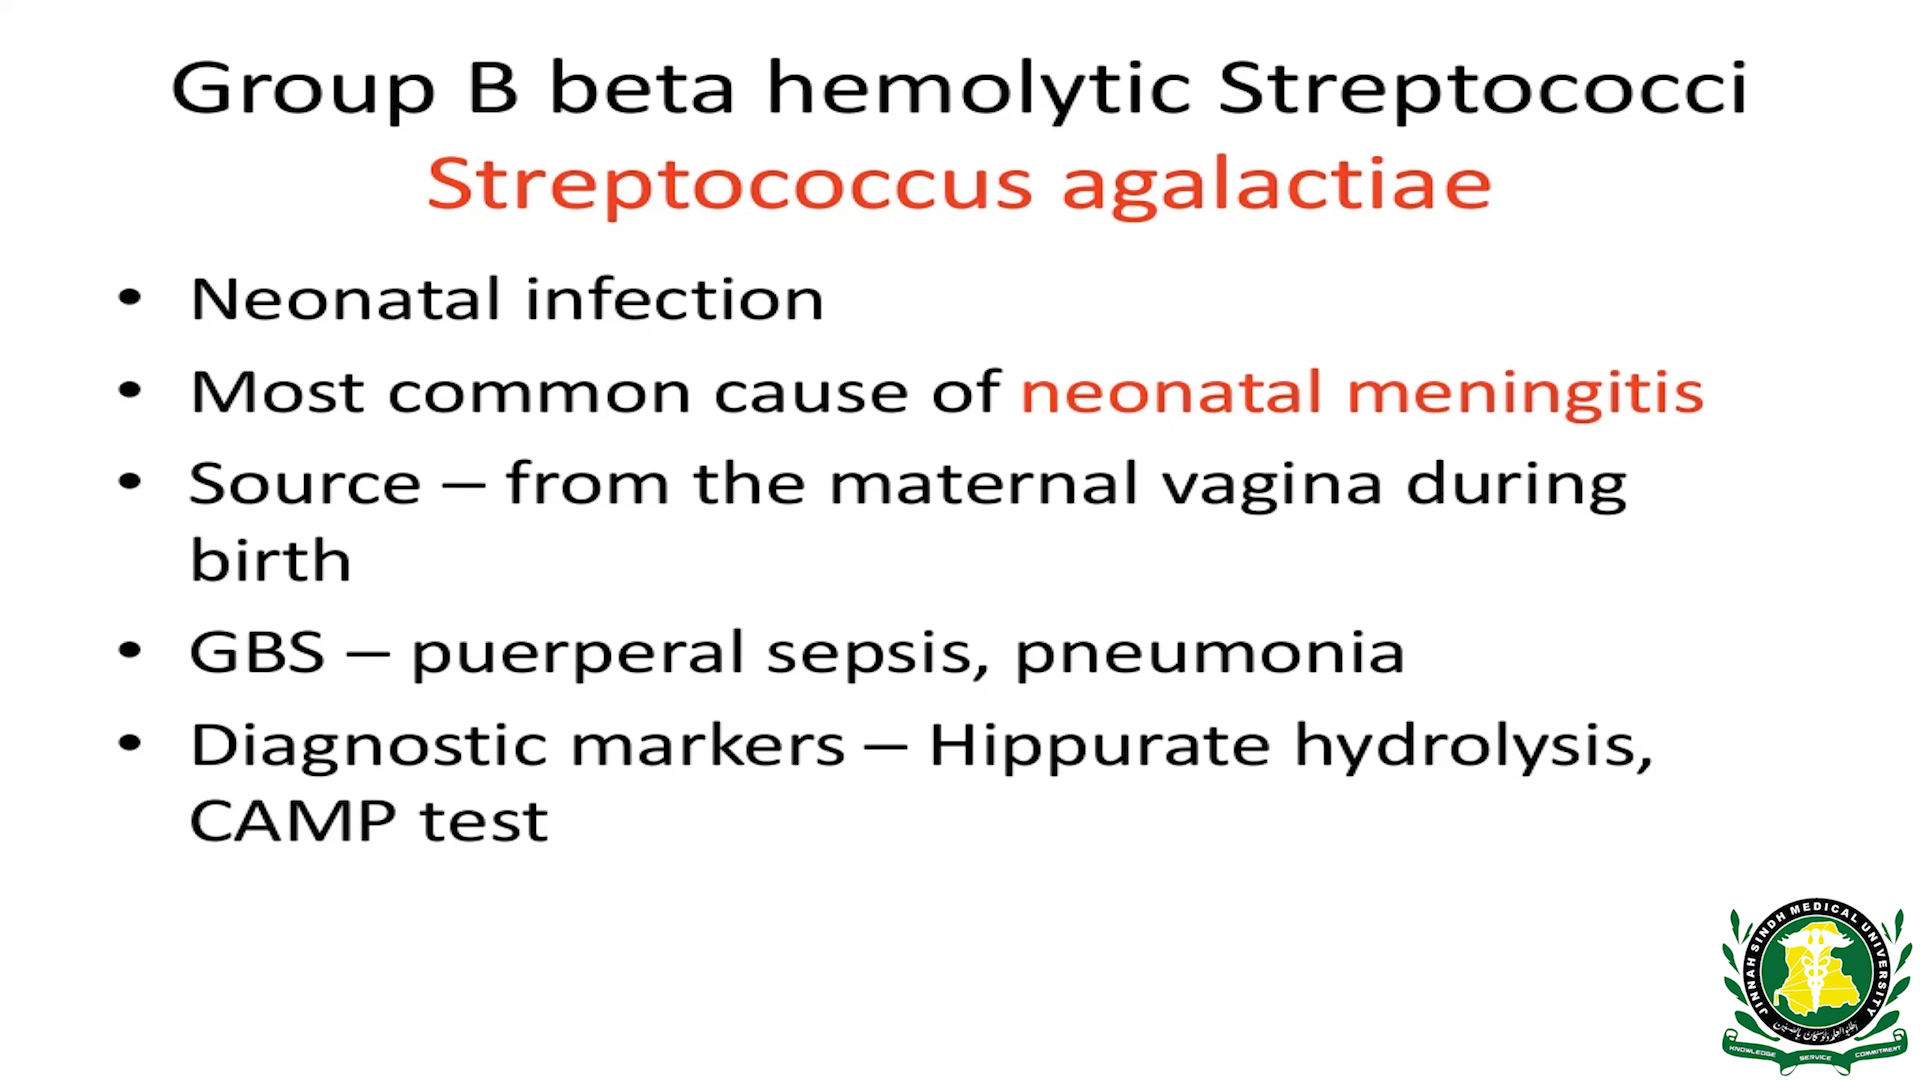 Group B beta hemolytic Streptococci
Streptococcus agalactiae
• Neonatal infection
• Most common cause of neonatal meningitis
• Source – from the maternal vagina during
birth
• GBS – puerperal sepsis, pneumonia
• Diagnostic markers – Hippurate hydrolysis,
CAMP test
JINNAH SINDH MEDICAL UNIVERSITY
KNOWLEDGE SERVICE COMMITMENT